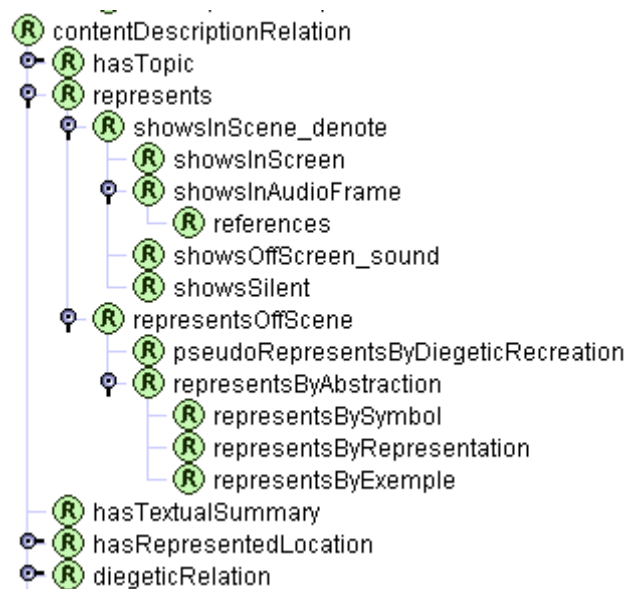 R contentDescriptionRelation
R hasTopic
R represents
R showsInScene_denote
R showsInScreen
R showsInAudioFrame
R references
R showsOffScreen_sound
R showsSilent
R representsOffScene
R pseudoRepresentsByDiegeticRecreation
R representsByAbstraction
R representsBySymbol
R representsByRepresentation
R representsByExemple
R hasTextualSummary
R hasRepresentedLocation
R diegeticRelation